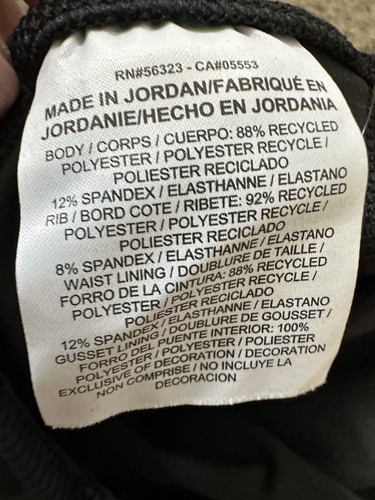 RN#56323 - CA#05553
MADE IN JORDAN/FABRIQUÉ EN
JORDANIE/HECHO EN JORDANIA
BODY / CORPS / CUERPO: 88% RECYCLED
POLYESTER / POLYESTER RECYCLE /
POLIESTER RECICLADO
12% SPANDEX / ELASTHANNE / ELASTANO
RIB / BORD COTE / RIBETE: 92% RECYCLED
POLYESTER / POLYESTER RECYCLE /
POLIESTER RECICLADO
8% SPANDEX / ELASTHANNE / ELASTANO
WAIST LINING / DOUBLURE DE TAILLE /
FORRO DE LA CINTURA: 88% RECYCLED
POLYESTER / POLYESTER RECYCLE /
POLIESTER RECICLADO
12% SPANDEX / ELASTHANNE / ELASTANO
GUSSET LINING / DOUBLURE DE GOUSSET /
FORRO DEL PUENTE INTERIOR: 100%
POLYESTER / POLYESTER / POLIESTER
EXCLUSIVE OF DECORATION / DECORATION
NON COMPRISE / NO INCLUYE LA
DECORACION